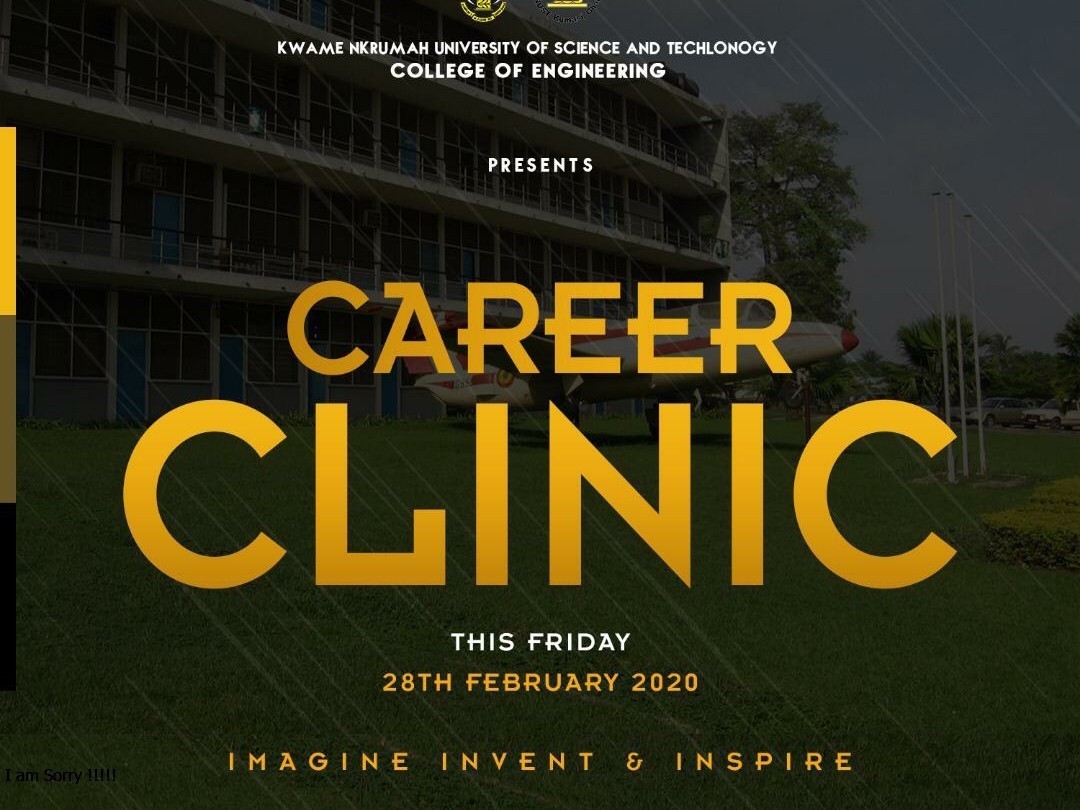 KWAME NKRUMAH UNIVERSITY OF SCIENCE AND TECHLONOGY
COLLEGE OF ENGINEERING
PRESENTS
CAREER
CLINIC
THIS FRIDAY
28TH FEBRUARY 2020
IMAGINE INVENT & INSPIRE
I am Sorry !!!!!